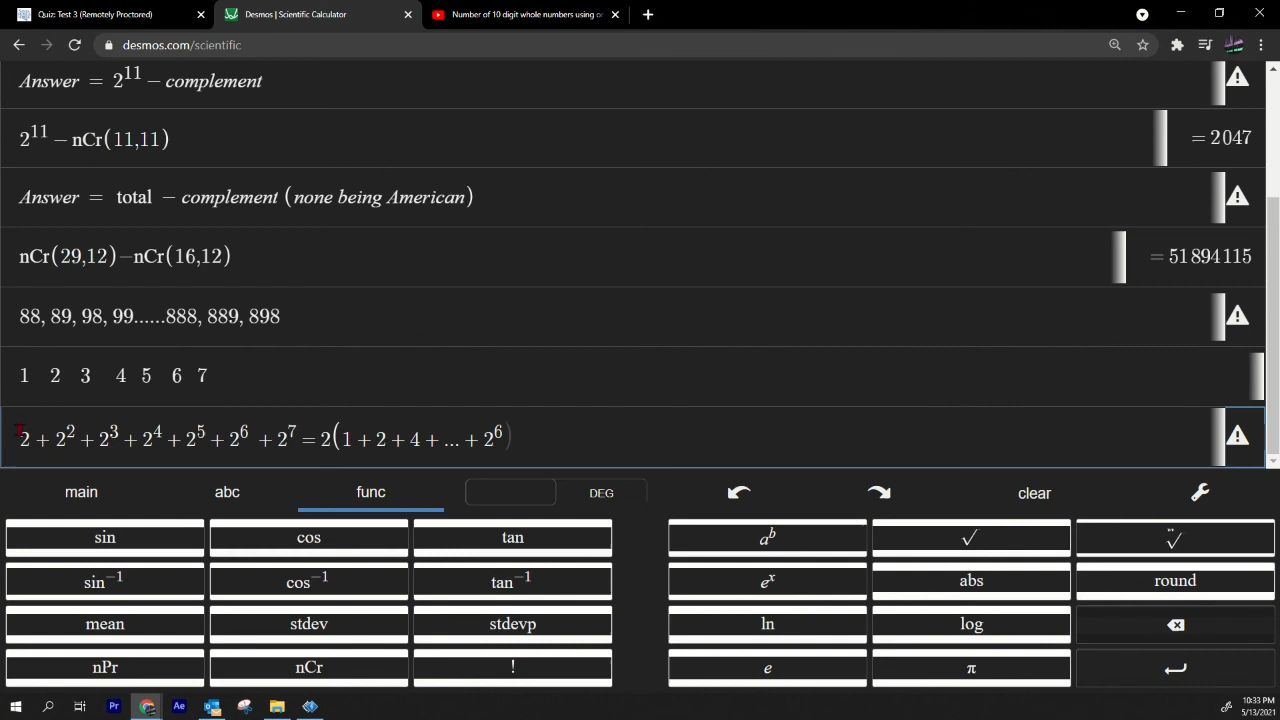 Quiz: Test 3 (Remotely Proctored)
Desmos | Scientific Calculator
Number of 10 digit whole numbers using on
desmos.com/scientific
Answer = 2^11 − complement
2^11 − nCr(11,11)
= 2047
Answer = total − complement (none being American)
nCr(29,12)−nCr(16,12)
= 51894115
88, 89, 98, 99......888, 889, 898
1 2 3 4 5 6 7
2 + 2^2 + 2^3 + 2^4 + 2^5 + 2^6 + 2^7 = 2(1 + 2 + 4 + ... + 2^6)
main abc func DEG clear
sin cos tan a^b √ ⁿ√
sin^−1 cos^−1 tan^−1 e^x abs round
mean stdev stdevp ln log
nPr nCr ! e π
Pr Ae
10:33 PM
5/13/2021